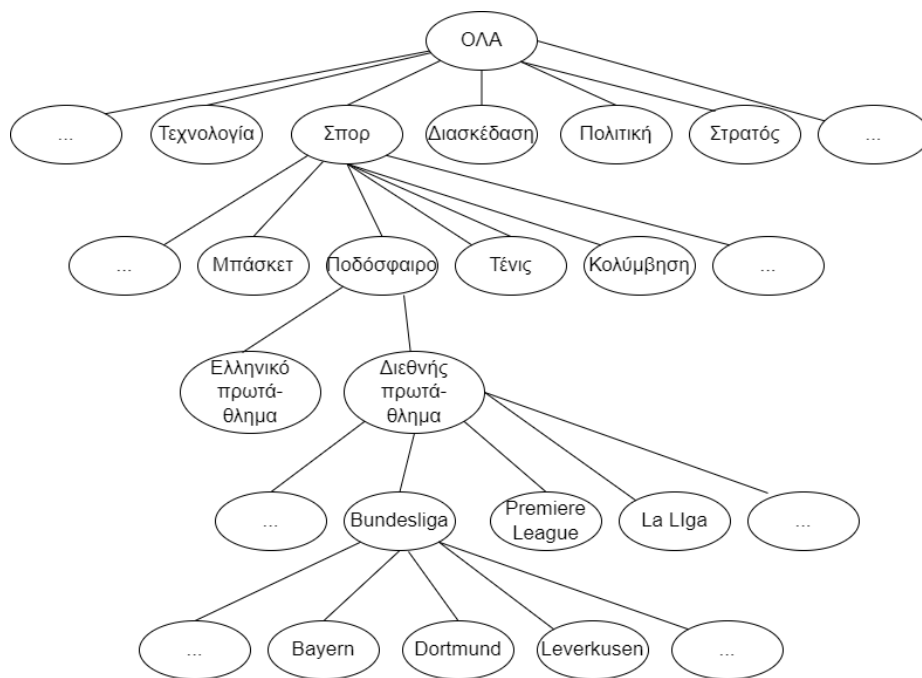 ΟΛΑ
...
Τεχνολογία
Σπορ
Διασκέδαση
Πολιτική
Στρατός
...
...
Μπάσκετ
Ποδόσφαιρο
Τένις
Κολύμβηση
...
Ελληνικό
πρωτά-
θλημα
Διεθνής
πρωτά-
θλημα
...
Bundesliga
Premiere
League
La LIga
...
...
Bayern
Dortmund
Leverkusen
...